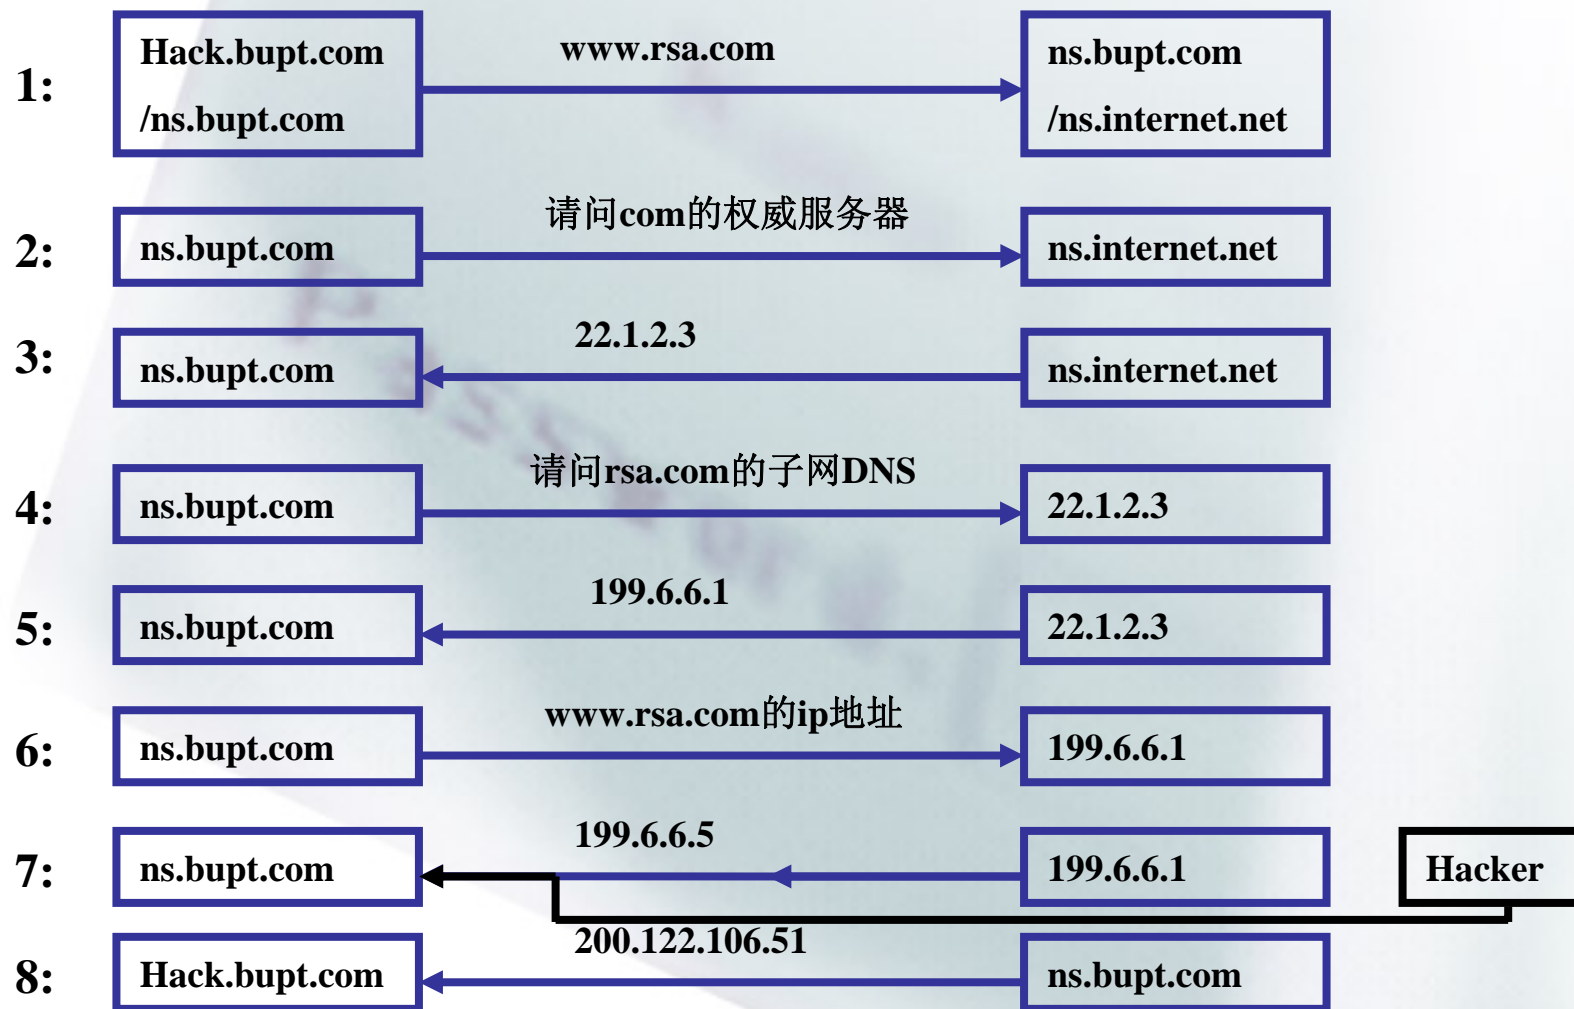 1:
Hack.bupt.com
/ns.bupt.com
www.rsa.com
ns.bupt.com
/ns.internet.net
2:
ns.bupt.com
请问com的权威服务器
ns.internet.net
3:
ns.bupt.com
22.1.2.3
ns.internet.net
4:
ns.bupt.com
请问rsa.com的子网DNS
22.1.2.3
5:
ns.bupt.com
199.6.6.1
22.1.2.3
6:
ns.bupt.com
www.rsa.com的ip地址
199.6.6.1
7:
ns.bupt.com
199.6.6.5
199.6.6.1
Hacker
8:
Hack.bupt.com
200.122.106.51
ns.bupt.com